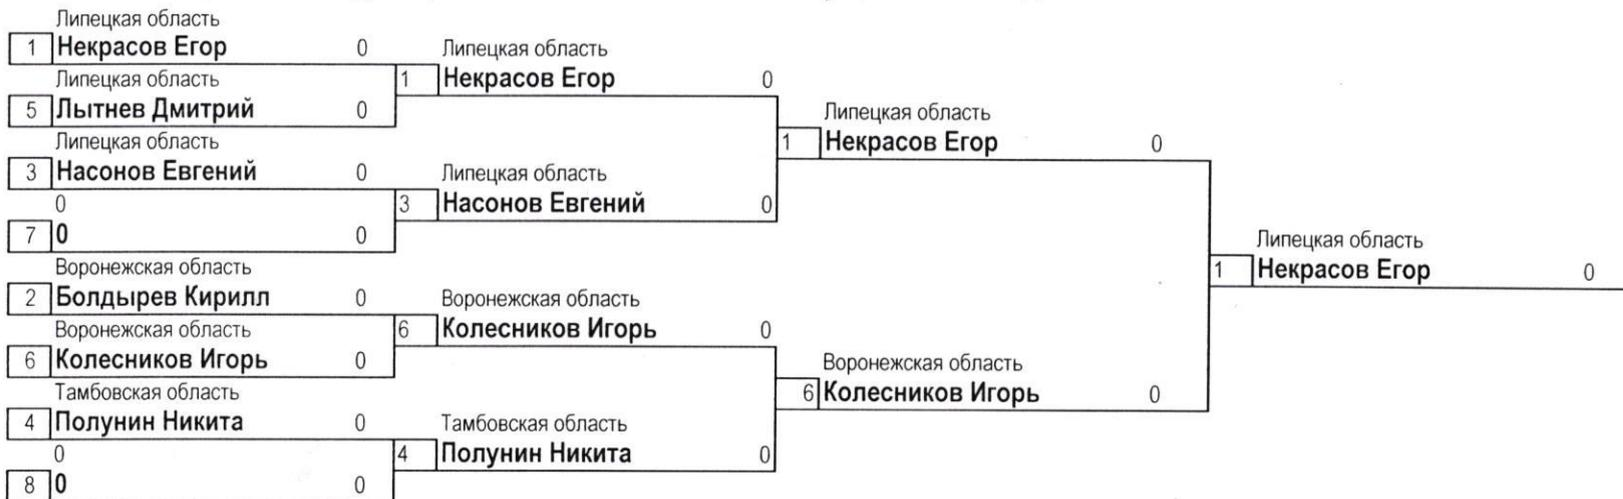 Липецкая область
1 Некрасов Егор 0
Липецкая область
5 Лытнев Дмитрий 0
Липецкая область
3 Насонов Евгений 0
0
7 0 0
Воронежская область
2 Болдырев Кирилл 0
Воронежская область
6 Колесников Игорь 0
Тамбовская область
4 Полунин Никита 0
0
8 0 0
Липецкая область
1 Некрасов Егор 0
Липецкая область
3 Насонов Евгений 0
Воронежская область
6 Колесников Игорь 0
Тамбовская область
4 Полунин Никита 0
Липецкая область
1 Некрасов Егор 0
Воронежская область
6 Колесников Игорь 0
Липецкая область
1 Некрасов Егор 0